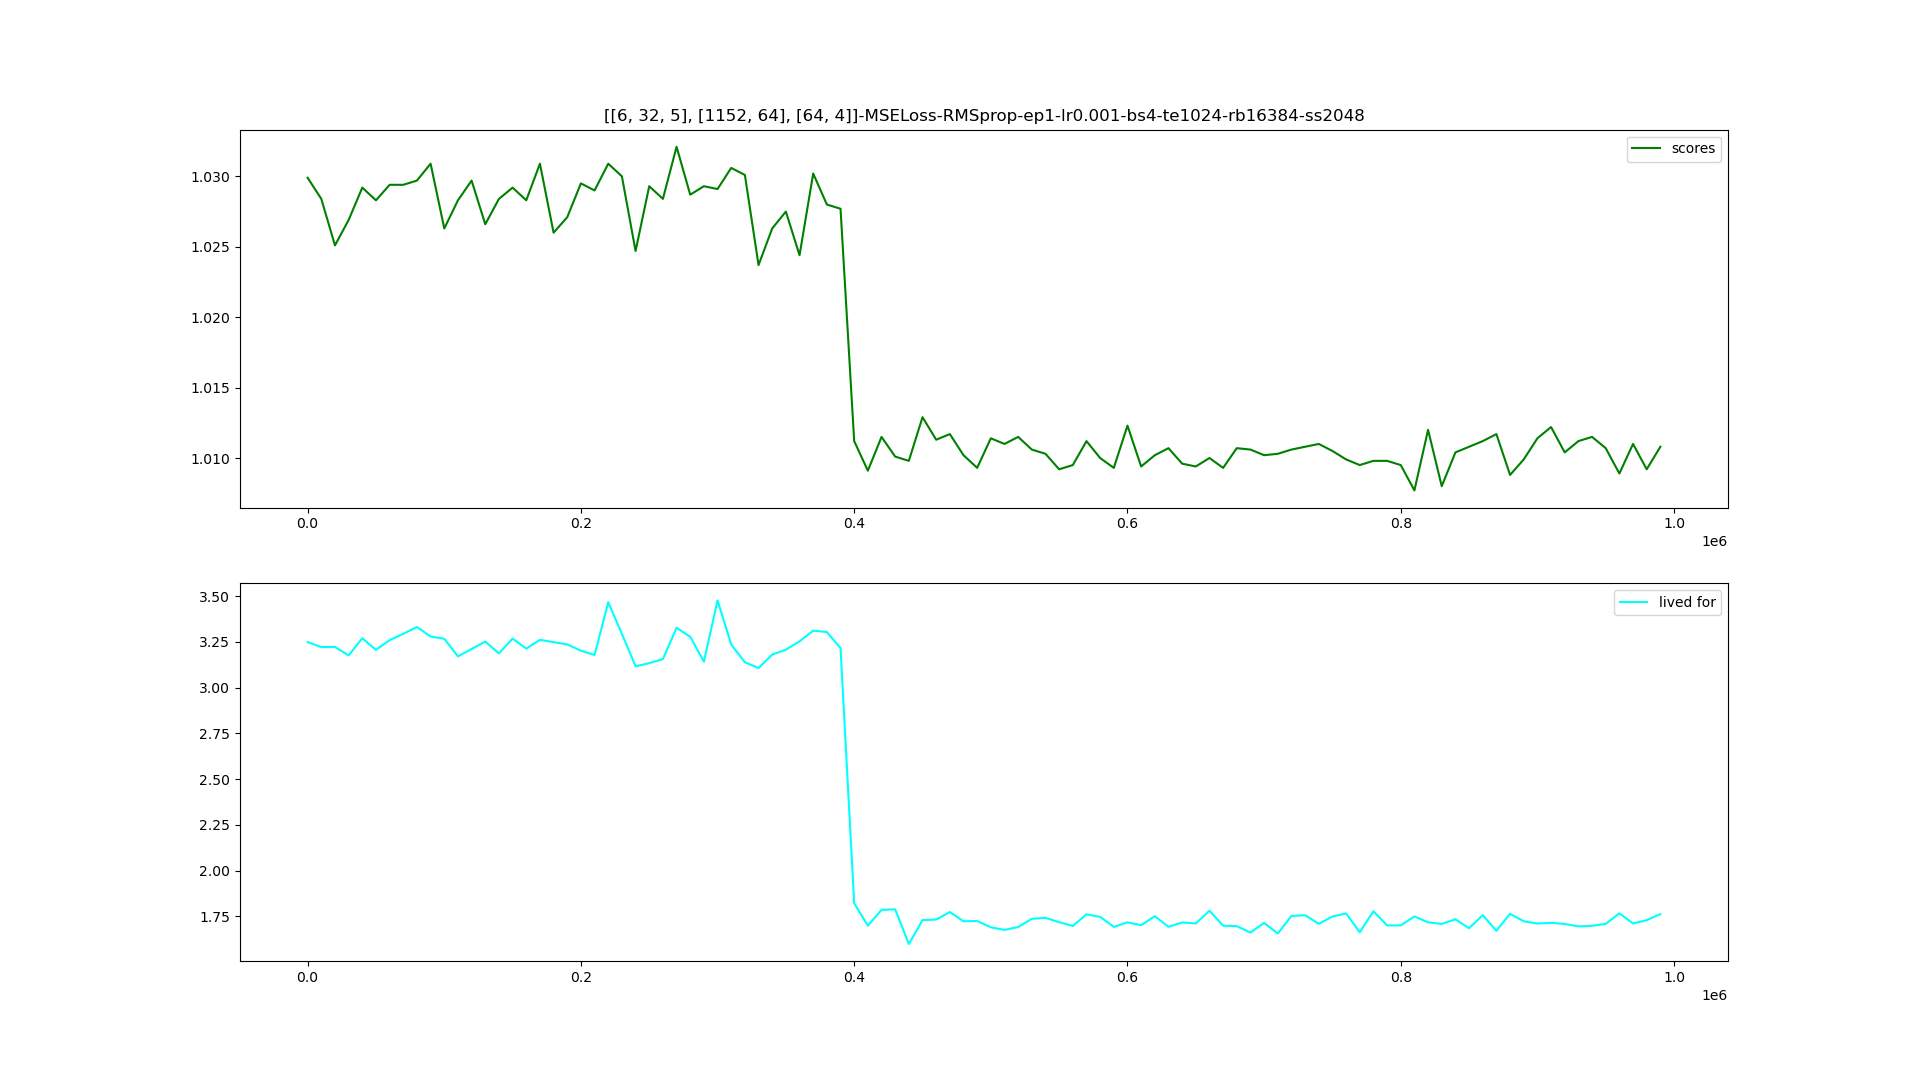 [[6, 32, 5], [1152, 64], [64, 4]]-MSELoss-RMSprop-ep1-lr0.001-bs4-te1024-rb16384-ss2048
scores
1.030
1.025
1.020
1.015
1.010
0.0 0.2 0.4 0.6 0.8 1.0
1e6
lived for
3.50
3.25
3.00
2.75
2.50
2.25
2.00
1.75
0.0 0.2 0.4 0.6 0.8 1.0
1e6